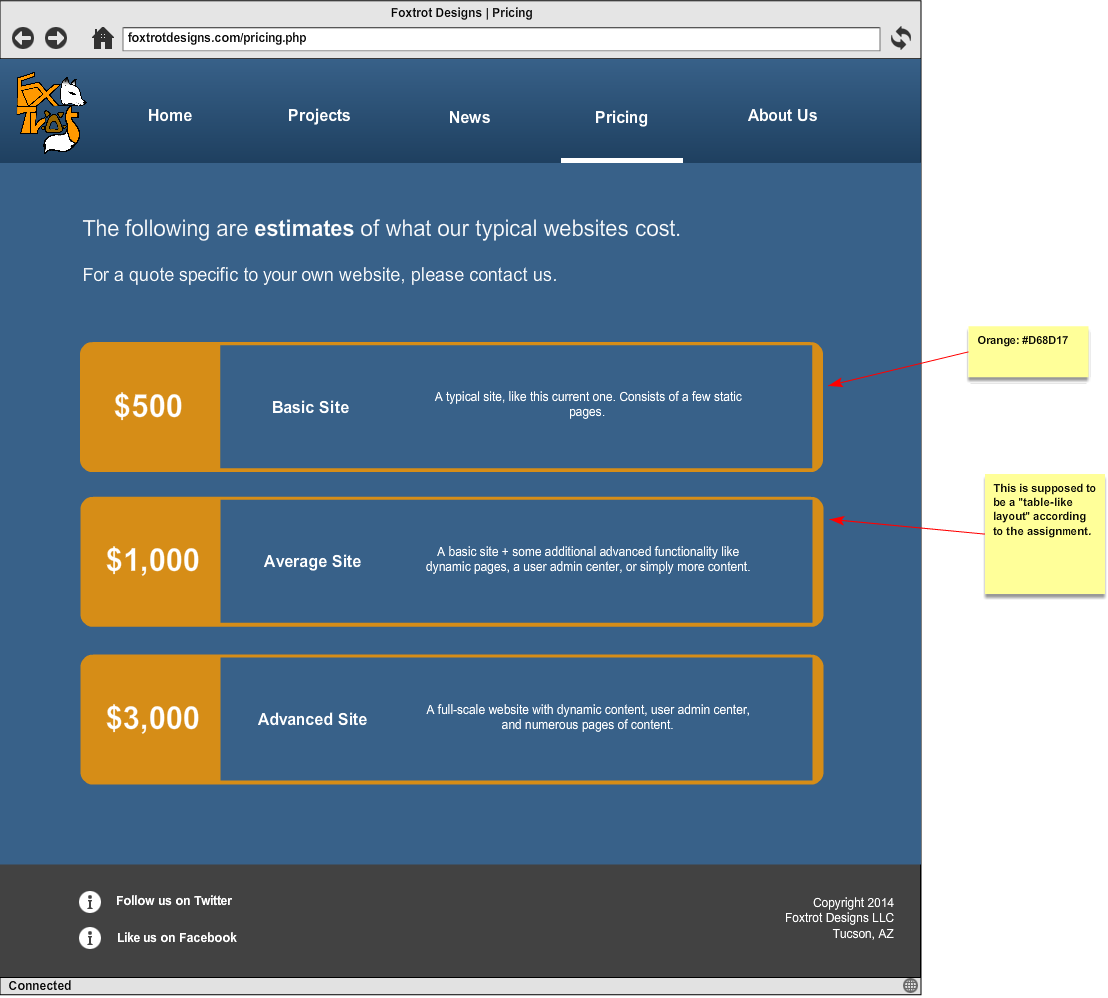 Foxtrot Designs | Pricing
foxtrotdesigns.com/pricing.php
Fox
Trot
Home
Projects
News
Pricing
About Us
The following are estimates of what our typical websites cost.
For a quote specific to your own website, please contact us.
Orange: #D68D17
$500
Basic Site
A typical site, like this current one. Consists of a few static
pages.
This is supposed to
be a "table-like
layout" according
to the assignment.
$1,000
Average Site
A basic site + some additional advanced functionality like
dynamic pages, a user admin center, or simply more content.
$3,000
Advanced Site
A full-scale website with dynamic content, user admin center,
and numerous pages of content.
Follow us on Twitter
Like us on Facebook
Copyright 2014
Foxtrot Designs LLC
Tucson, AZ
Connected